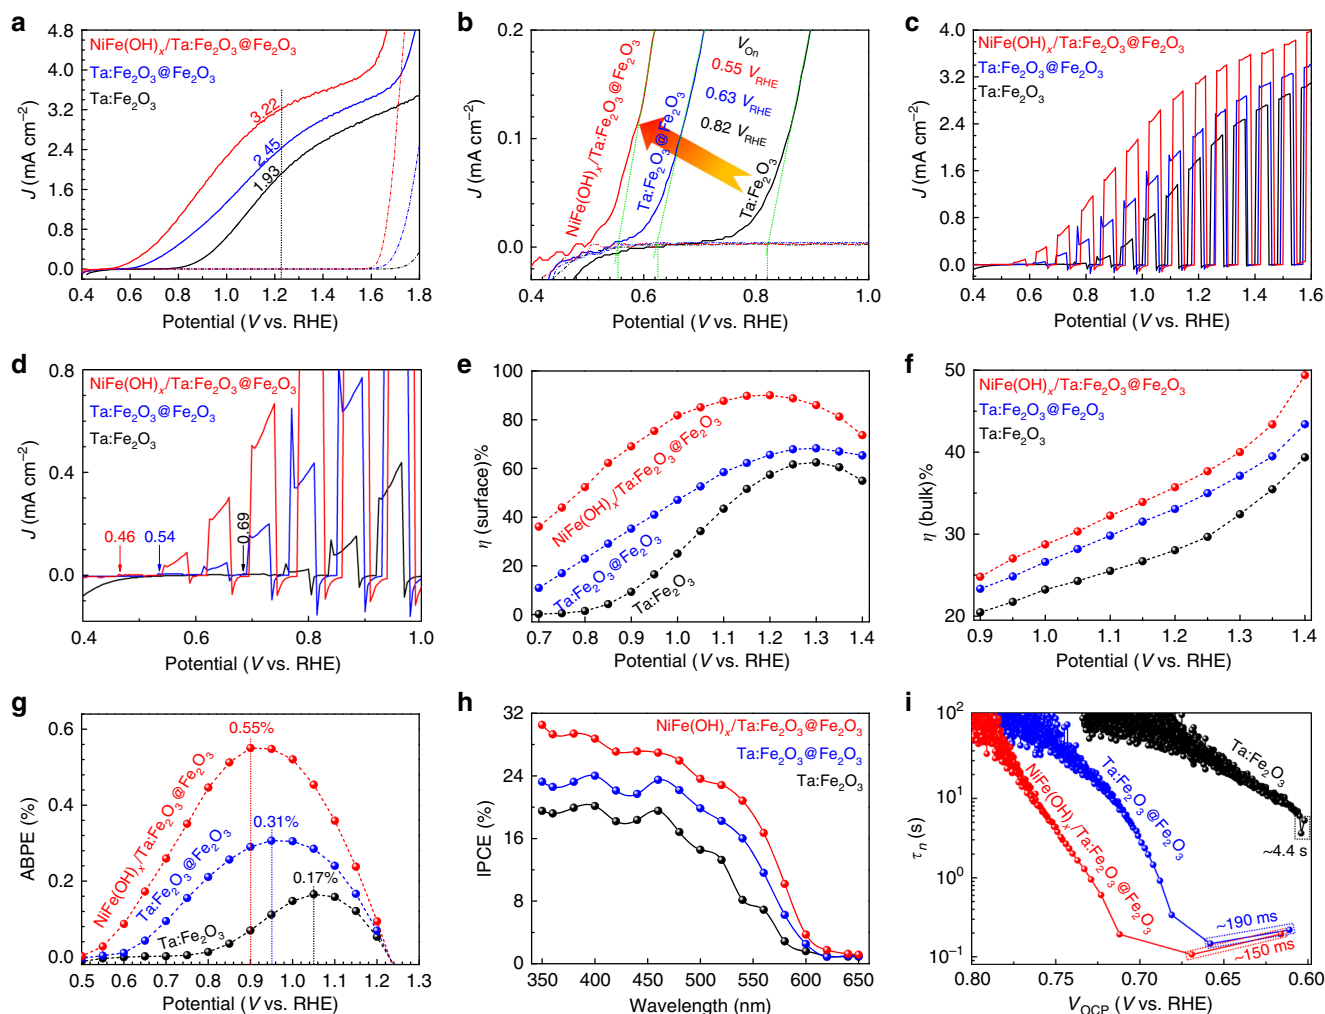 a
J (mA cm⁻²)
4.8
4.0
3.2
2.4
1.6
0.8
0.0
NiFe(OH)ₓ/Ta:Fe₂O₃@Fe₂O₃
Ta:Fe₂O₃@Fe₂O₃
Ta:Fe₂O₃
3.22
2.45
1.93
0.4 0.6 0.8 1.0 1.2 1.4 1.6 1.8
Potential (V vs. RHE)
b
J (mA cm⁻²)
0.2
0.1
0.0
NiFe(OH)ₓ/Ta:Fe₂O₃@Fe₂O₃
Ta:Fe₂O₃@Fe₂O₃
Ta:Fe₂O₃
V_On
0.55 V_RHE
0.63 V_RHE
0.82 V_RHE
0.4 0.6 0.8 1.0
Potential (V vs. RHE)
c
J (mA cm⁻²)
4.0
3.2
2.4
1.6
0.8
0.0
NiFe(OH)ₓ/Ta:Fe₂O₃@Fe₂O₃
Ta:Fe₂O₃@Fe₂O₃
Ta:Fe₂O₃
0.4 0.6 0.8 1.0 1.2 1.4 1.6
Potential (V vs. RHE)
d
J (mA cm⁻²)
0.8
0.4
0.0
NiFe(OH)ₓ/Ta:Fe₂O₃@Fe₂O₃
Ta:Fe₂O₃@Fe₂O₃
Ta:Fe₂O₃
0.46
0.54
0.69
0.4 0.6 0.8 1.0
Potential (V vs. RHE)
e
η (surface)%
100
80
60
40
20
0
NiFe(OH)ₓ/Ta:Fe₂O₃@Fe₂O₃
Ta:Fe₂O₃@Fe₂O₃
Ta:Fe₂O₃
0.7 0.8 0.9 1.0 1.1 1.2 1.3 1.4
Potential (V vs. RHE)
f
η (bulk)%
50
40
30
20
NiFe(OH)ₓ/Ta:Fe₂O₃@Fe₂O₃
Ta:Fe₂O₃@Fe₂O₃
Ta:Fe₂O₃
0.9 1.0 1.1 1.2 1.3 1.4
Potential (V vs. RHE)
g
ABPE (%)
0.6
0.4
0.2
0.0
0.55%
0.31%
0.17%
NiFe(OH)ₓ/Ta:Fe₂O₃@Fe₂O₃
Ta:Fe₂O₃@Fe₂O₃
Ta:Fe₂O₃
0.5 0.6 0.7 0.8 0.9 1.0 1.1 1.2 1.3
Potential (V vs. RHE)
h
IPCE (%)
32
24
16
8
0
NiFe(OH)ₓ/Ta:Fe₂O₃@Fe₂O₃
Ta:Fe₂O₃@Fe₂O₃
Ta:Fe₂O₃
350 400 450 500 550 600 650
Wavelength (nm)
i
τₙ(s)
10²
10¹
10⁰
10⁻¹
NiFe(OH)ₓ/Ta:Fe₂O₃@Fe₂O₃
Ta:Fe₂O₃@Fe₂O₃
Ta:Fe₂O₃
~4.4 s
~190 ms
~150 ms
0.80 0.75 0.70 0.65 0.60
V_OCP (V vs. RHE)